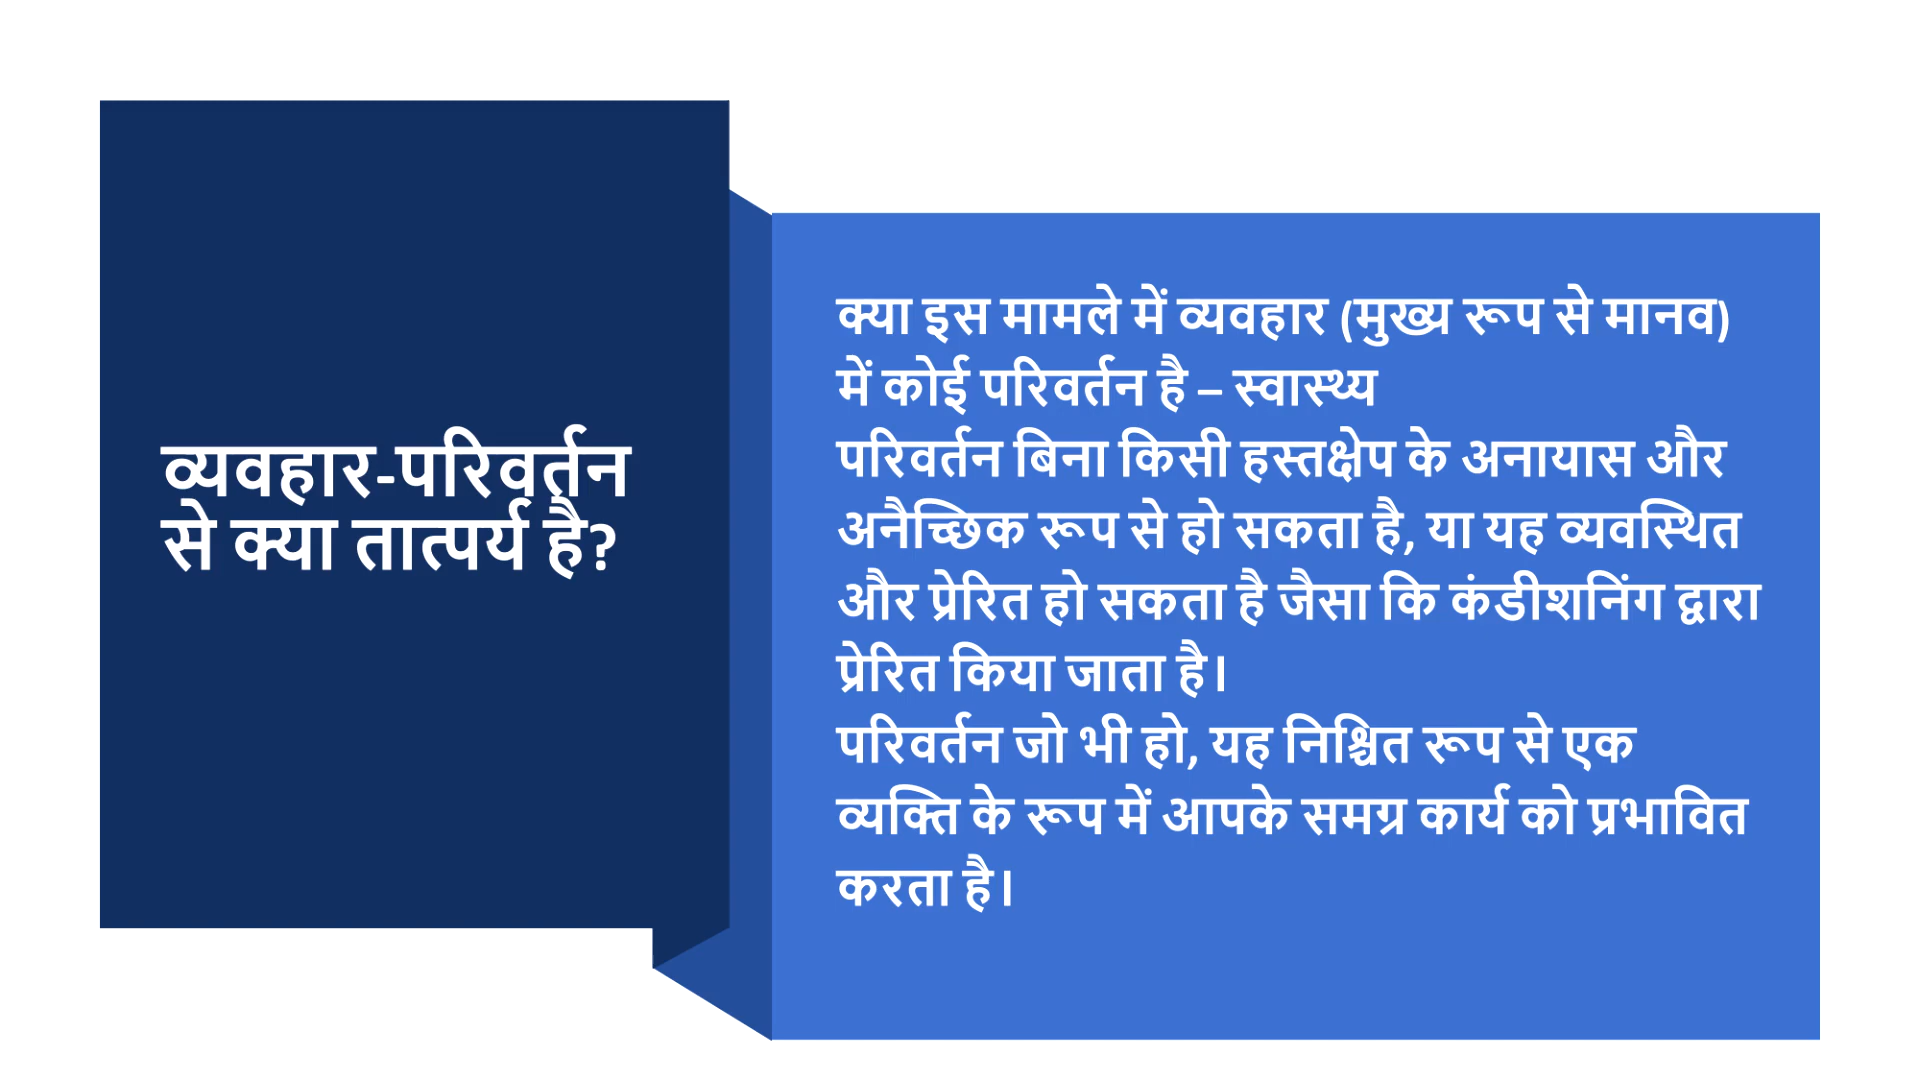 व्यवहार-परिवर्तन
से क्या तात्पर्य है?
क्या इस मामले में व्यवहार (मुख्य रूप से मानव)
में कोई परिवर्तन है – स्वास्थ्य
परिवर्तन बिना किसी हस्तक्षेप के अनायास और
अनैच्छिक रूप से हो सकता है, या यह व्यवस्थित
और प्रेरित हो सकता है जैसा कि कंडीशनिंग द्वारा
प्रेरित किया जाता है।
परिवर्तन जो भी हो, यह निश्चित रूप से एक
व्यक्ति के रूप में आपके समग्र कार्य को प्रभावित
करता है।